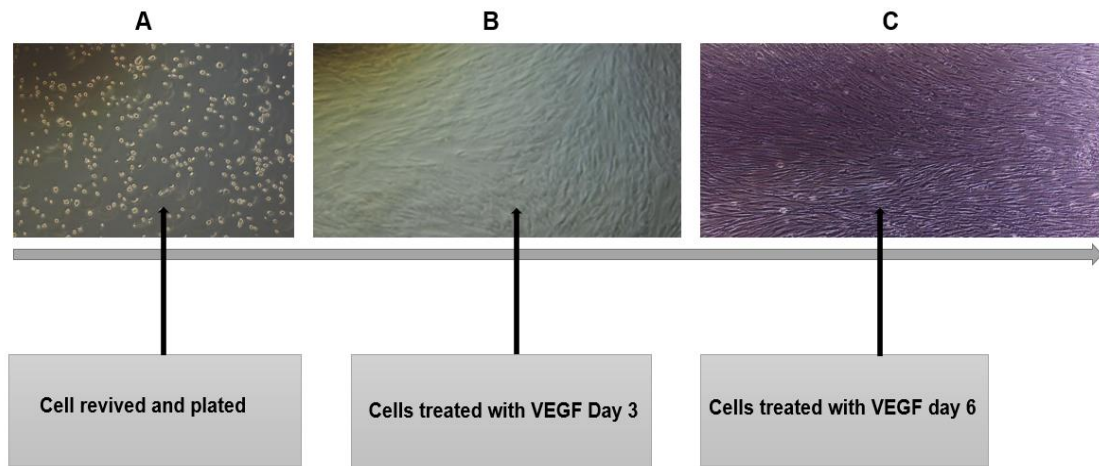 A
B
C
Cell revived and plated
Cells treated with VEGF Day 3
Cells treated with VEGF day 6